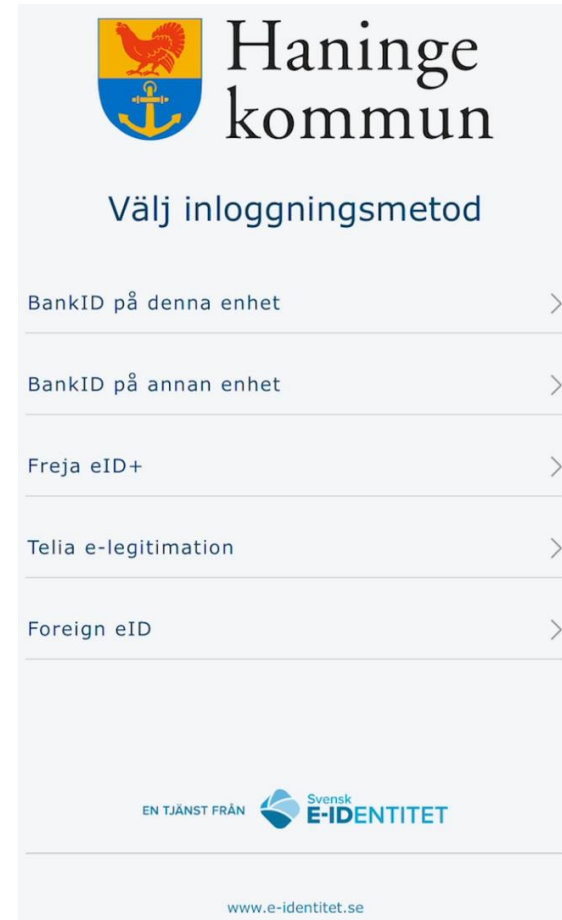 Haninge
kommun
Välj inloggningsmetod
BankID på denna enhet
BankID på annan enhet
Freja eID+
Telia e-legitimation
Foreign eID
EN TJÄNST FRÅN Svensk
E-IDENTITET
www.e-identitet.se